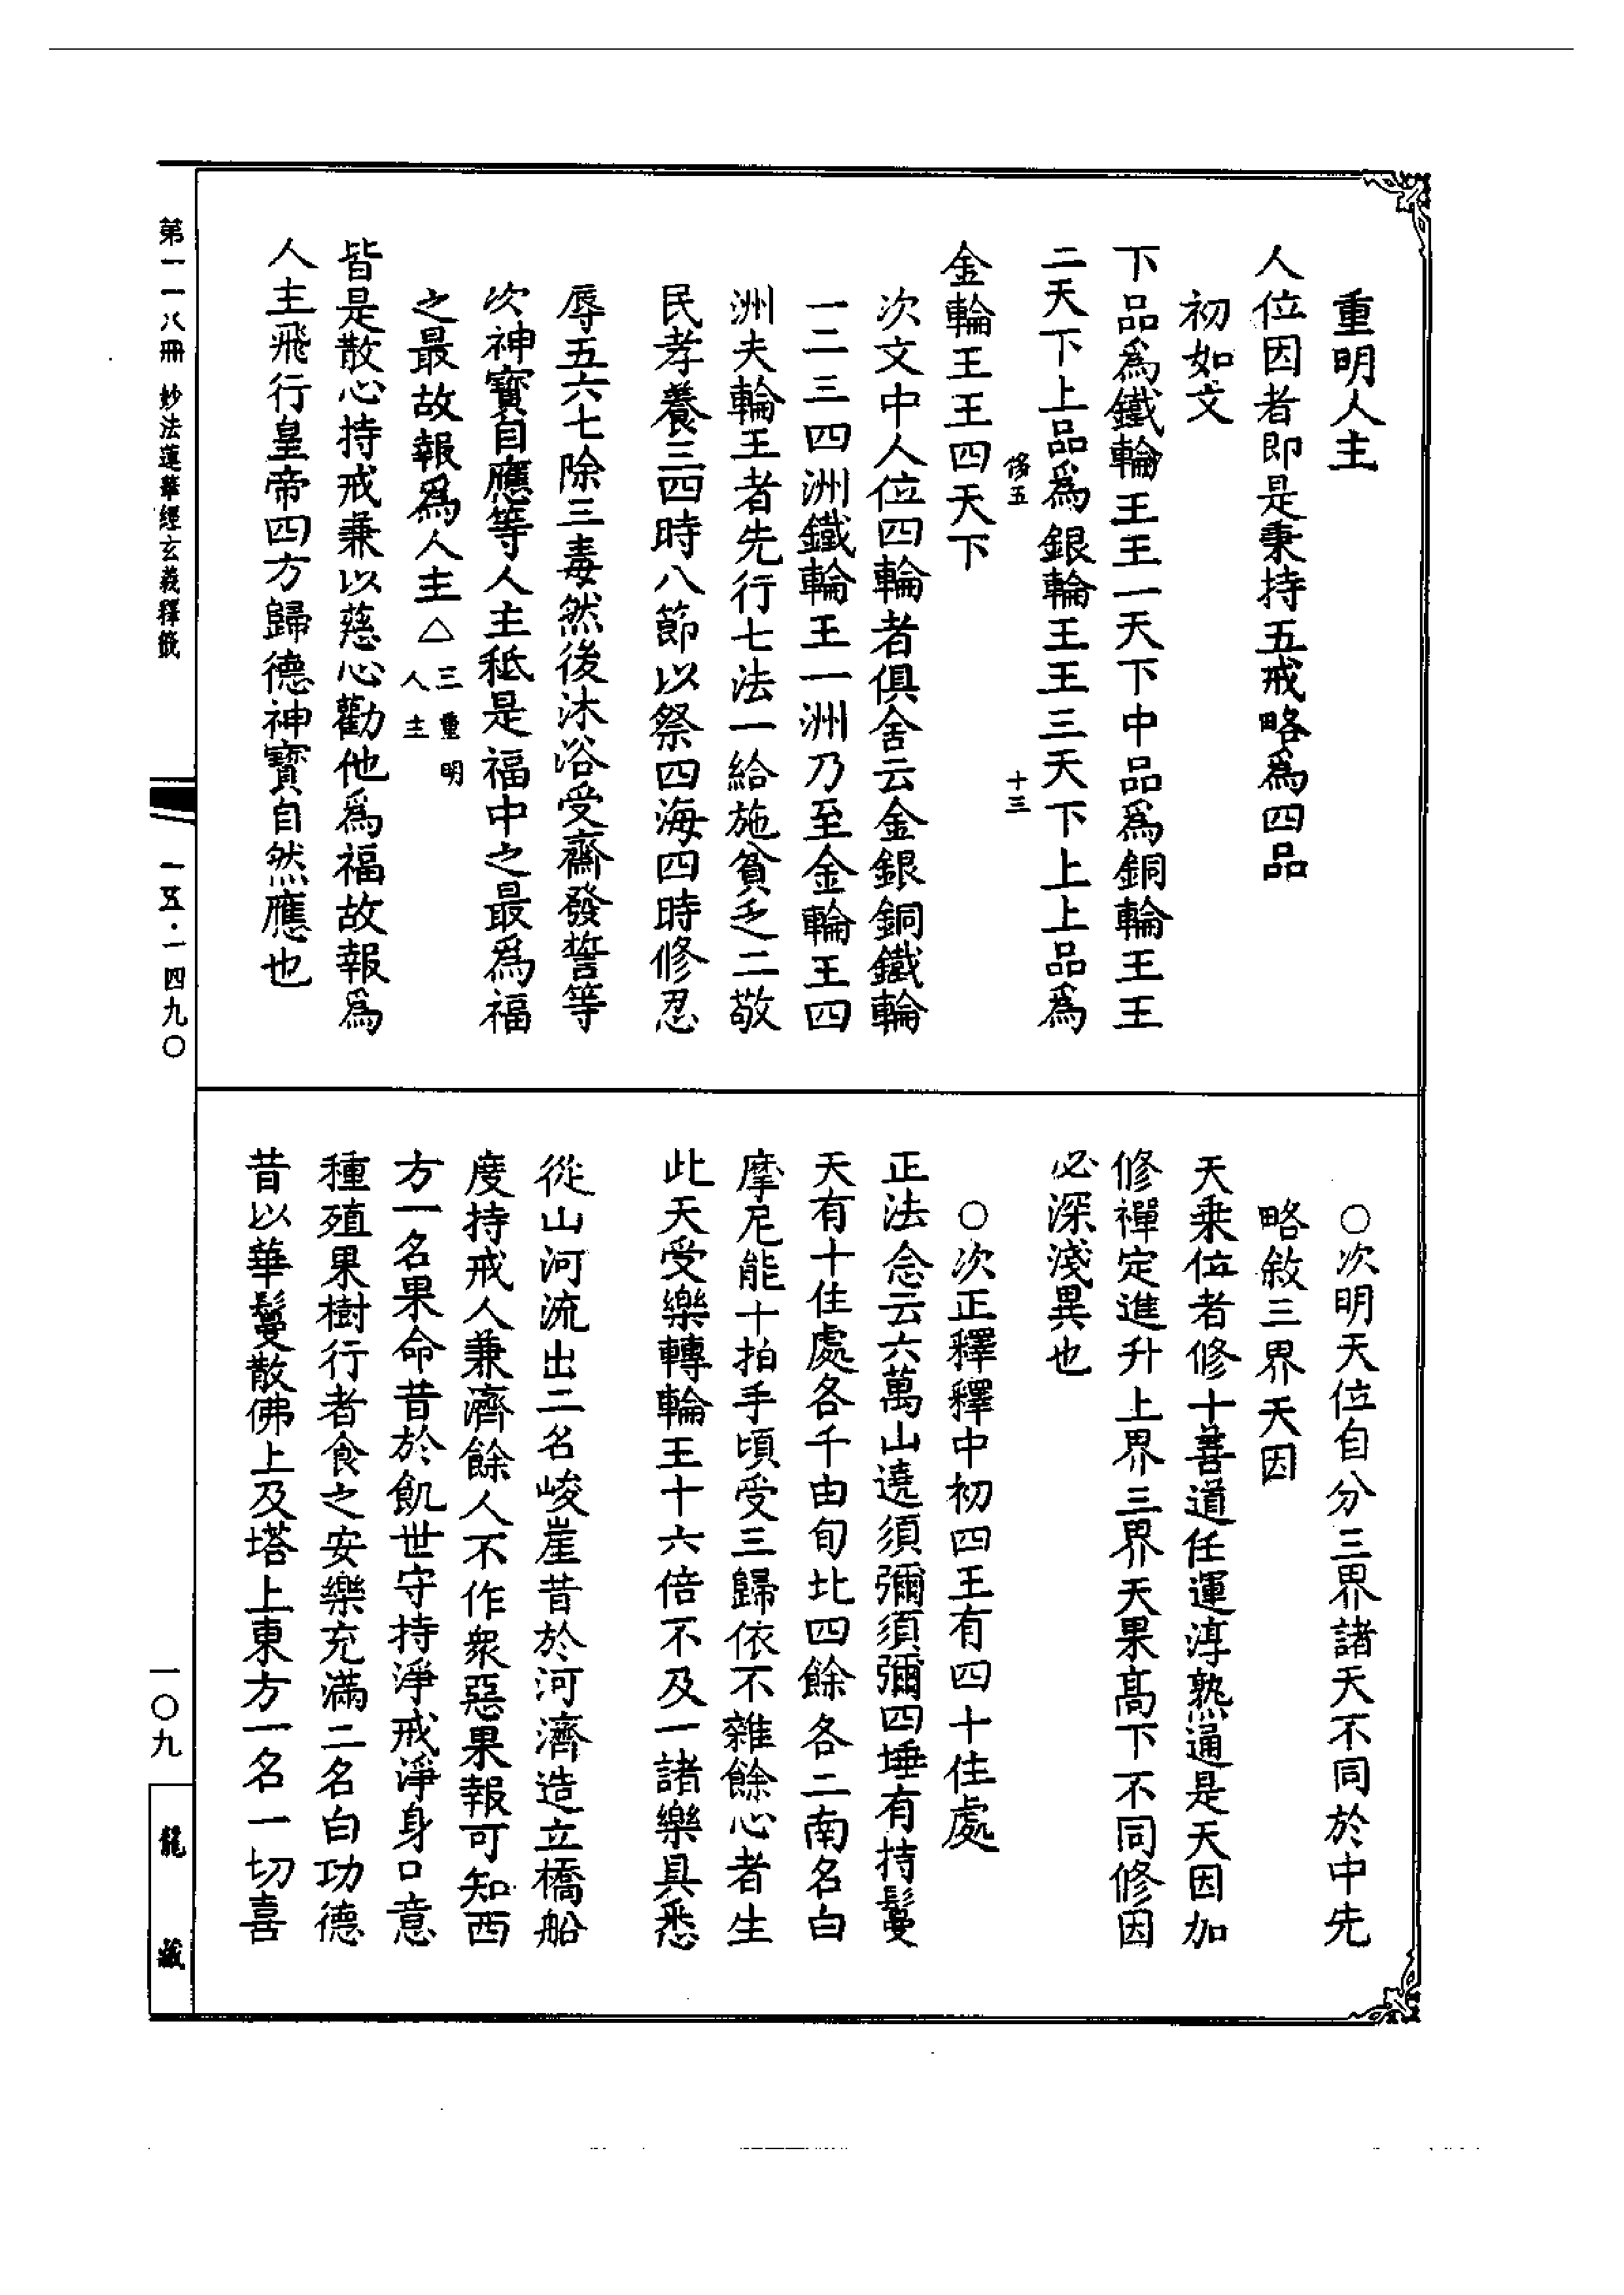 重明人主
人位因者即是秉持五戒略爲四品
初如文
下品爲鐵輪王王一天下中品爲銅輪王王
二天下上品爲銀輪王王三天下上上品爲
侈五　十三
金輪王王四天下
次文中人位四輪者俱舍云金銀銅鐵輪
一二三四洲鐵輪王一洲乃至金輪王四
洲夫輪王者先行七法一給施貧乏二敬
民孝養三四時八節以祭四海四時修忍
辱五六七除三毒然後沐浴受齋發誓等
次神寶自應等人主秪是福中之最爲福
之最故報爲人主△三重明人主
皆是散心持戒兼以慈心勸他爲福故報爲
人主飛行皇帝四方歸德神寶自然應也
○次明天位自分三界諸天不同於中先
略敘三界天因
天乘位者修十善道任運淳熟通是天因加
修禪定進升上界三界天果高下不同修因
必深淺異也
○次正釋釋中初四王有四十住處
正法念云六萬山遶須彌須彌四埵有持鬘
天有十住處各千由旬北四餘各二南名白
摩尼能十拍手頃受三歸依不雜餘心者生
此天受樂轉輪王十六倍不及一諸樂具悉
從山河流出二名峻崖昔於河濟造立橋船
度持戒人兼濟餘人不作衆惡果報可知西
方一名果命昔於飢世守持淨戒淨身口意
種殖果樹行者食之安樂充滿二名白功德
昔以華鬘散佛上及塔上東方一名一切喜
第一一八冊　妙法蓮華經玄義釋籤
一五·一四九〇
一〇九
龍藏